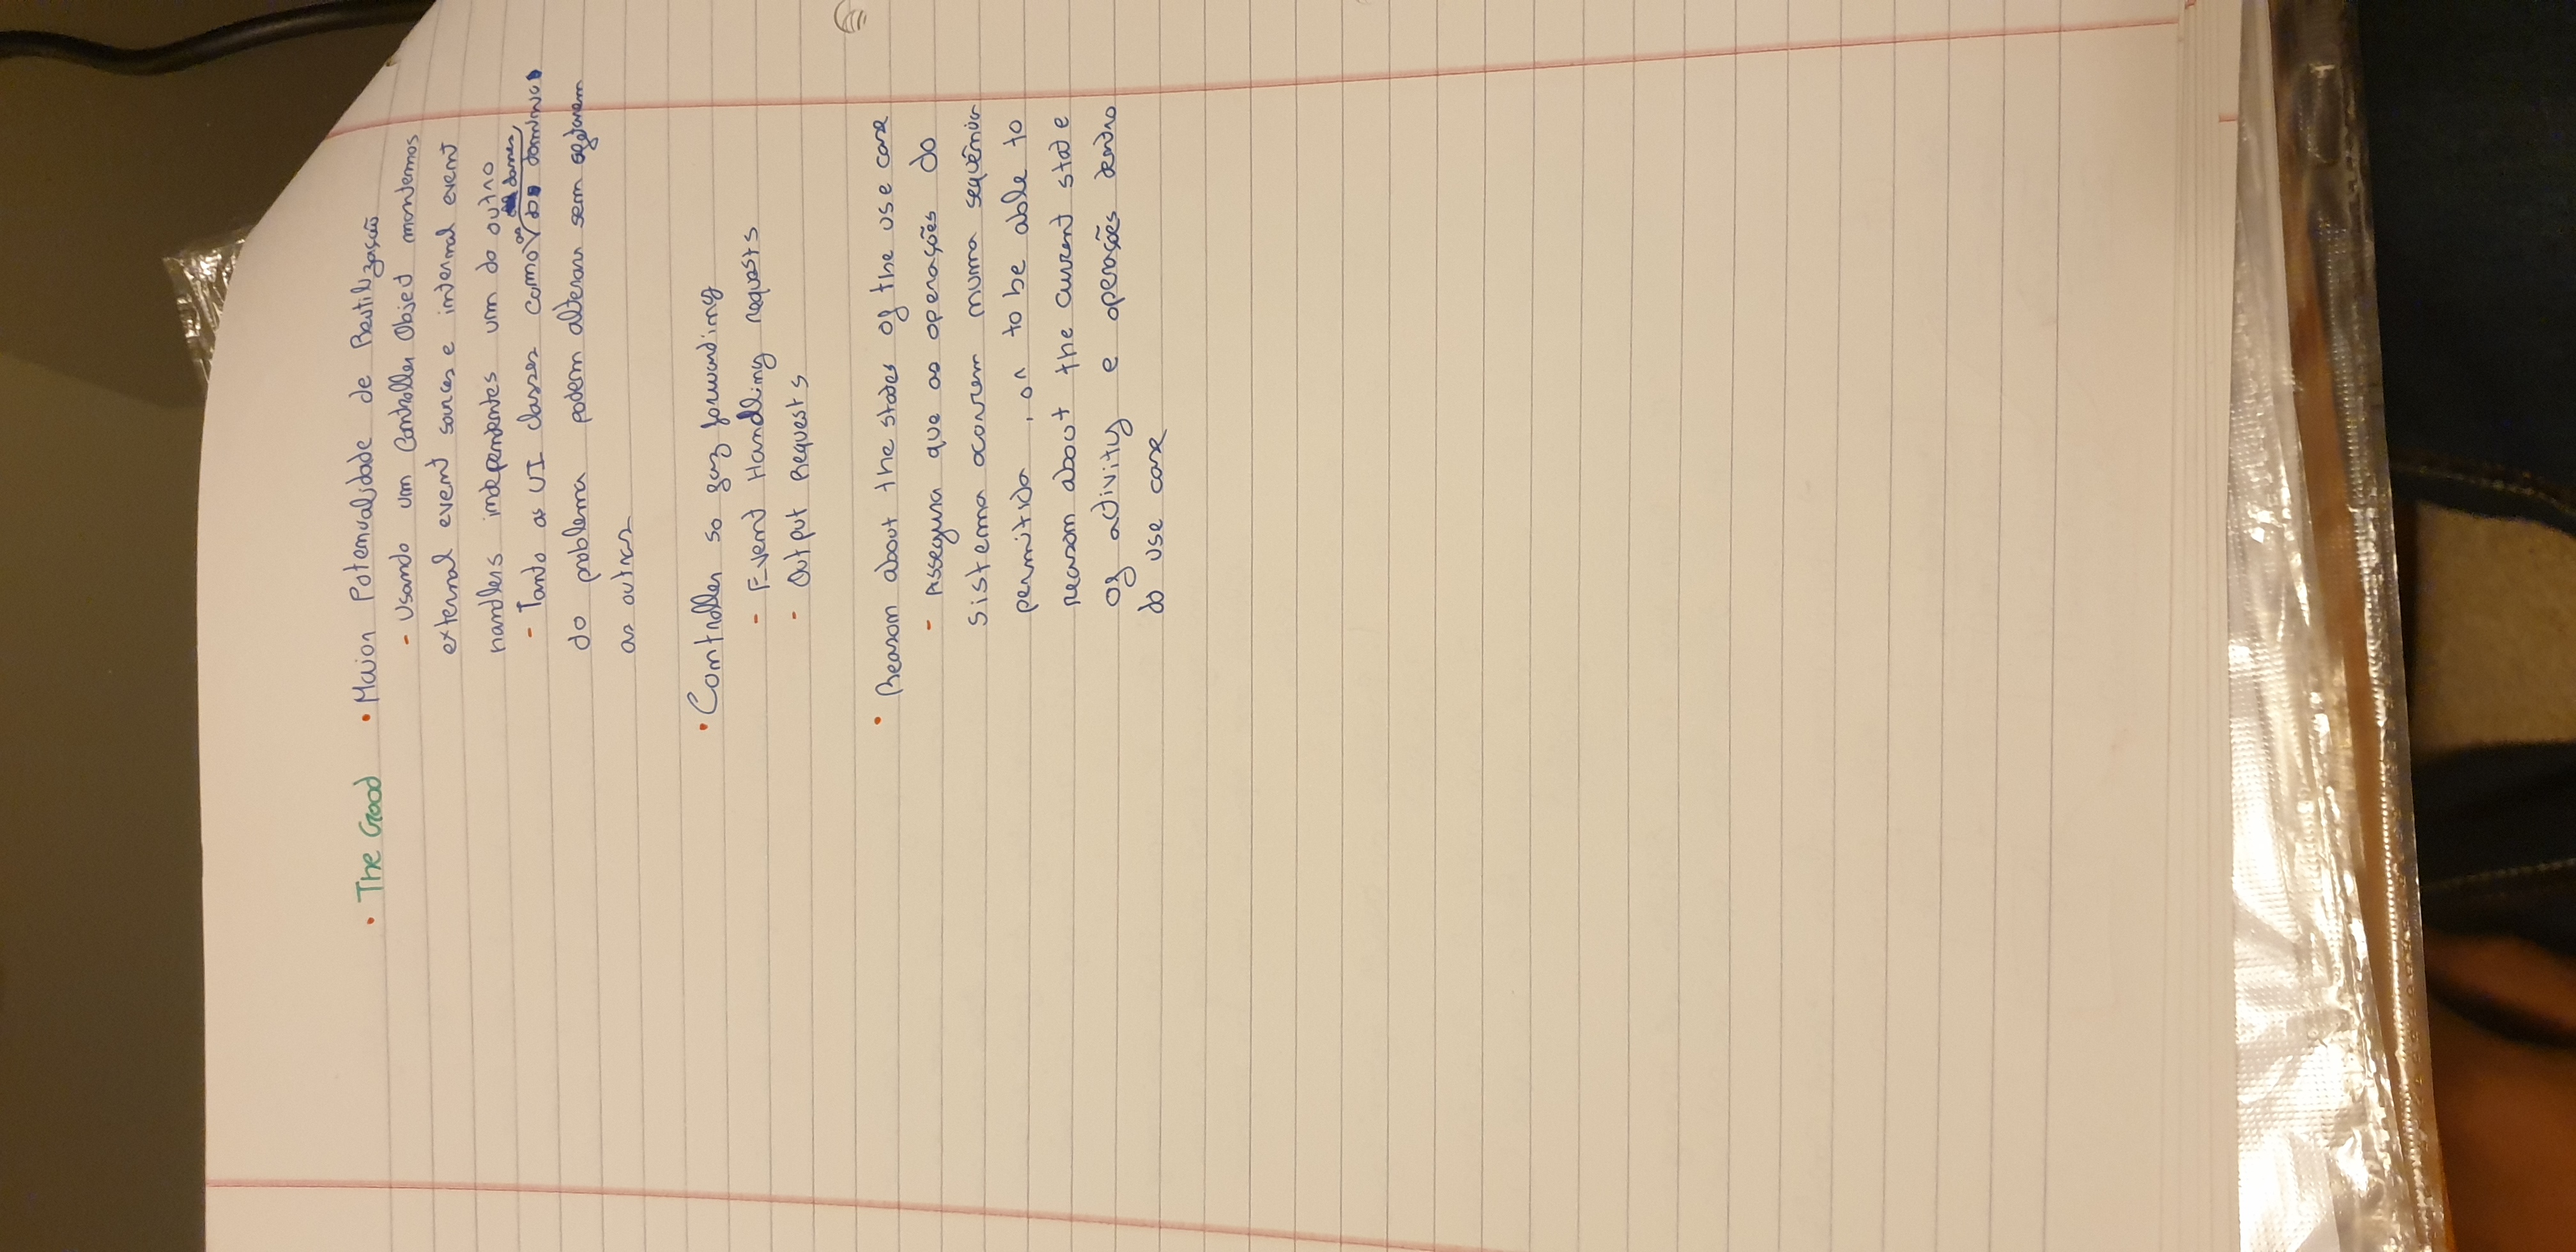 • The Good • Maior Potencialidade de Reutilização
- Usando um Controller Object mantemos
external event sources e internal event
handlers independentes um do outro
- Tanto as UI classes como as classes do domínio
do problema podem alterar sem afetarem
as outras
• Controller so faz forwarding
- Event Handling requests
- Output Requests
• Reason about the states of the use case
- Assegura que as operações do
sistema ocorrem numa sequência
permitida, or to be able to
reason about the current state
of activity e operações dentro
do use case